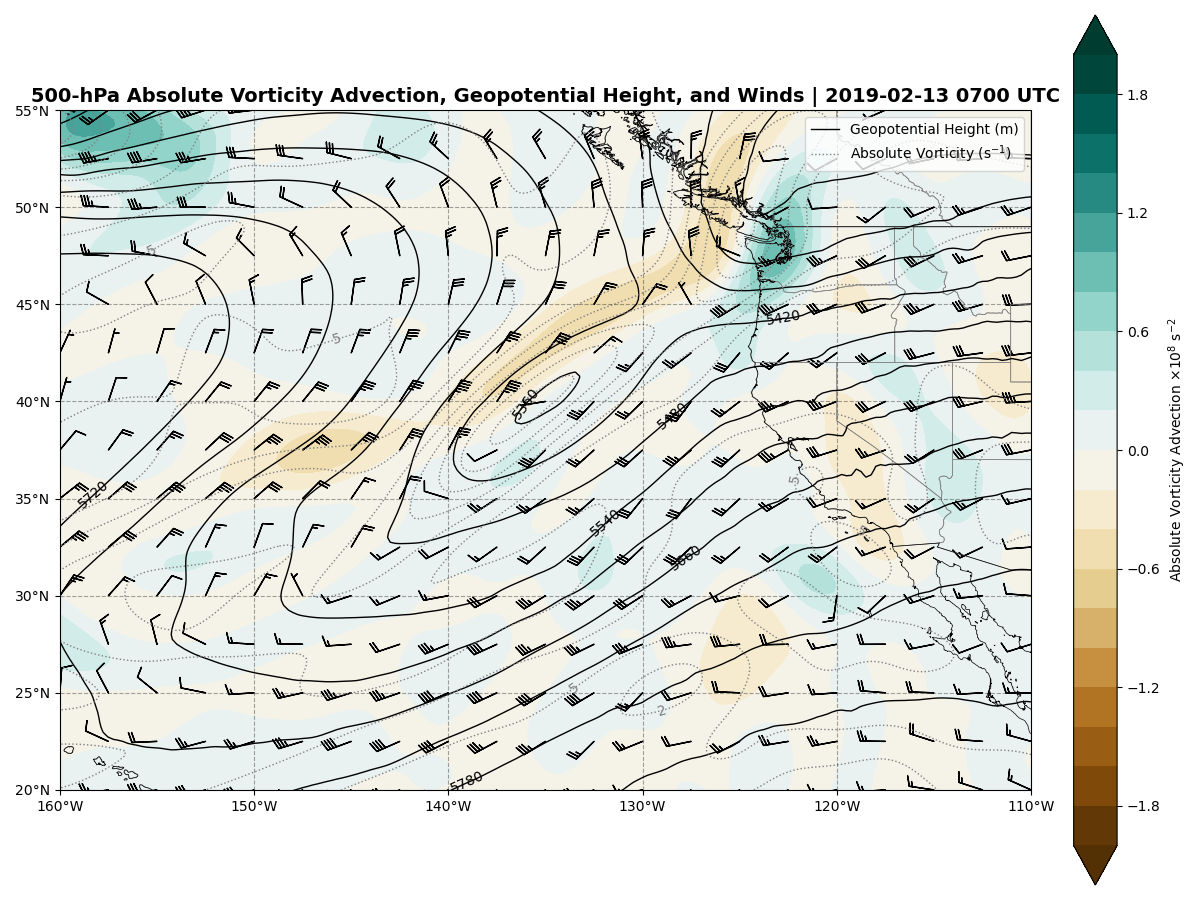 500-hPa Absolute Vorticity Advection, Geopotential Height, and Winds | 2019-02-13 0700 UTC
Geopotential Height (m)
Absolute Vorticity (s⁻¹)
55°N
50°N
45°N
40°N
35°N
30°N
25°N
20°N
160°W
150°W
140°W
130°W
120°W
110°W
5420
5360
5480
5720
5540
5660
5780
5
5
5
5
2
1.8
1.2
0.6
0.0
−0.6
−1.2
−1.8
Absolute Vorticity Advection ×10⁸ s⁻²